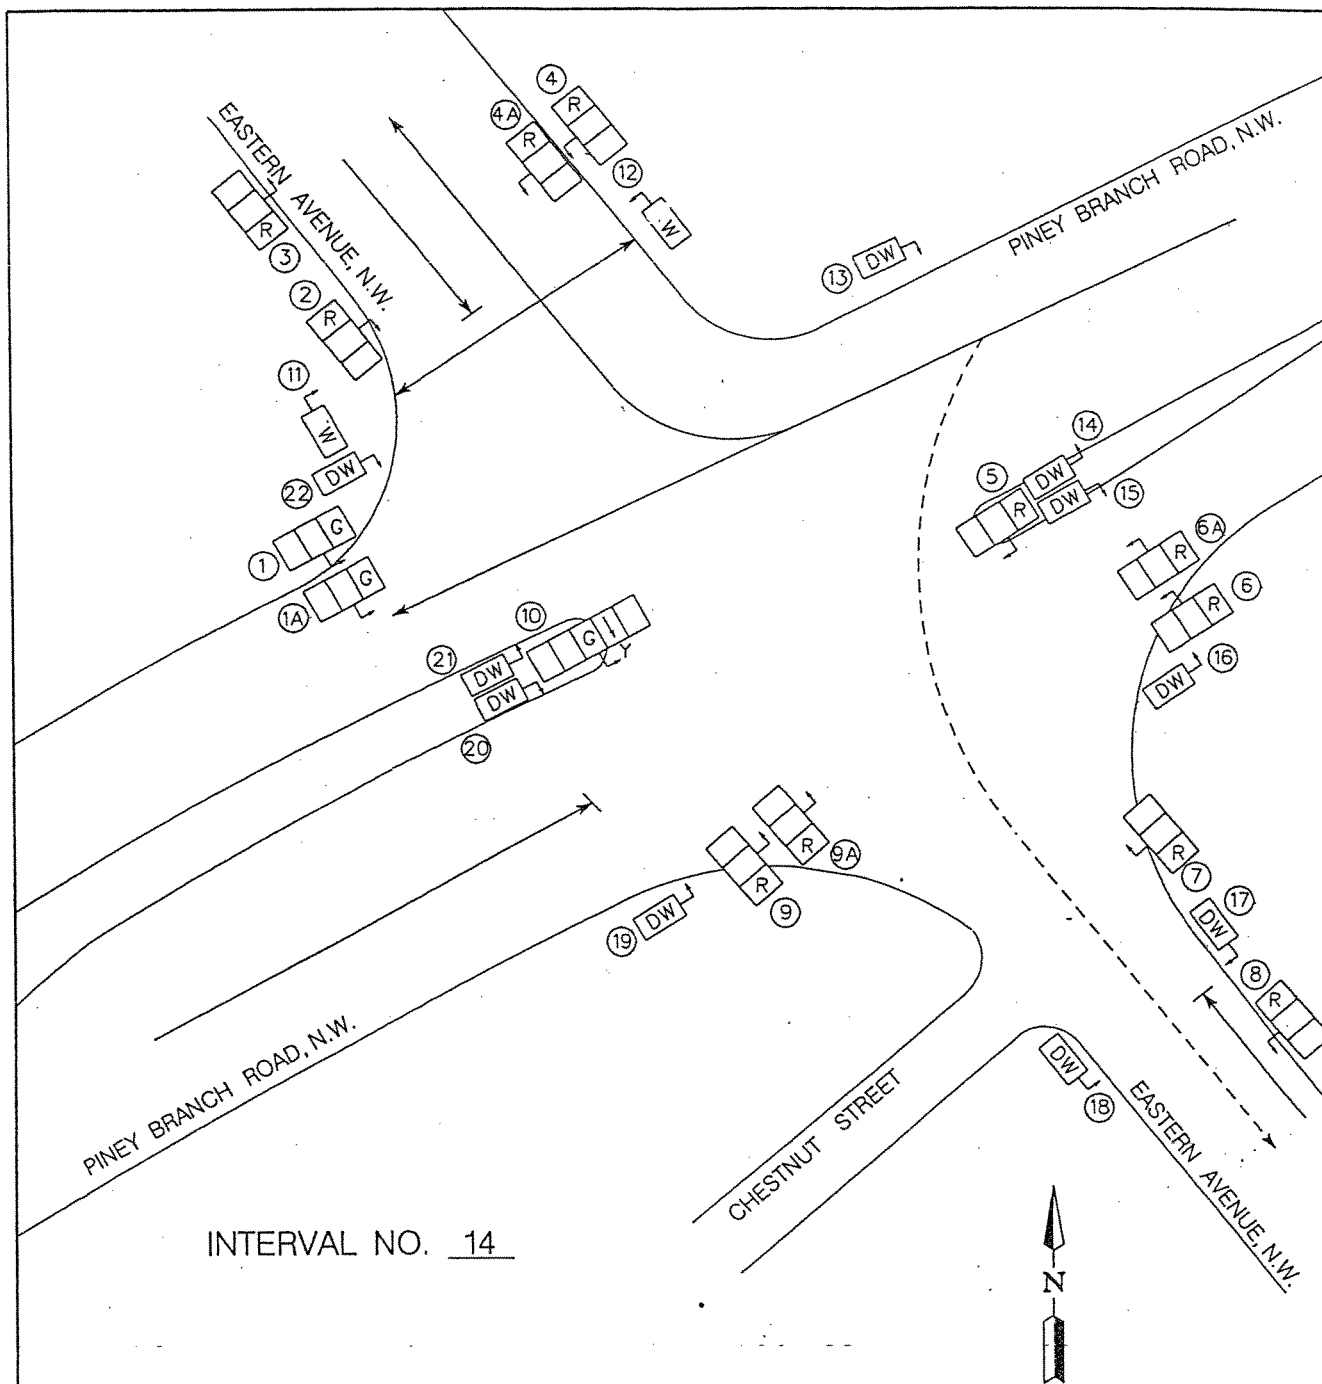 4
4A
R
R
12
W
EASTERN AVENUE, N.W.
R
3
2
R
11
W
DW
22
G
1
G
1A
PINEY BRANCH ROAD, N.W.
13
DW
14
5
DW
R
DW
15
6A
R
R
6
16
DW
10
G
Y
21
DW
DW
20
R
9A
R
9
DW
19
R
7
17
DW
8
R
DW
18
PINEY BRANCH ROAD, N.W.
CHESTNUT STREET
EASTERN AVENUE, N.W.
INTERVAL NO. 14
N